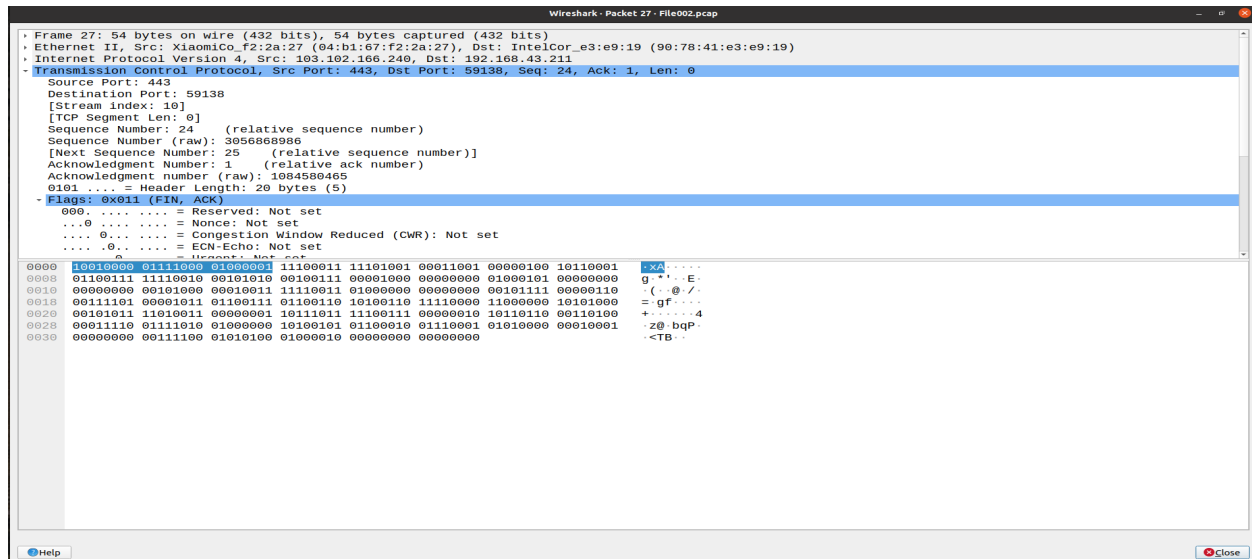 Wireshark · Packet 27 · File002.pcap
Frame 27: 54 bytes on wire (432 bits), 54 bytes captured (432 bits)
Ethernet II, Src: XiaomiCo_f2:2a:27 (04:b1:67:f2:2a:27), Dst: IntelCor_e3:e9:19 (90:78:41:e3:e9:19)
Internet Protocol Version 4, Src: 103.102.166.240, Dst: 192.168.43.211
Transmission Control Protocol, Src Port: 443, Dst Port: 59138, Seq: 24, Ack: 1, Len: 0
Source Port: 443
Destination Port: 59138
[Stream index: 10]
[TCP Segment Len: 0]
Sequence Number: 24 (relative sequence number)
Sequence Number (raw): 3056868986
[Next Sequence Number: 25 (relative sequence number)]
Acknowledgment Number: 1 (relative ack number)
Acknowledgment number (raw): 1084580465
0101 .... = Header Length: 20 bytes (5)
Flags: 0x011 (FIN, ACK)
000. .... .... = Reserved: Not set
...0 .... .... = Nonce: Not set
.... 0... .... = Congestion Window Reduced (CWR): Not set
.... .0.. .... = ECN-Echo: Not set
.... ..0. .... = Urgent: Not set
0000 10010000 01111000 01000001 11100011 11101001 00011001 00000100 10110001 ·xA·····
0008 01100111 11110010 00101010 00100111 00001000 00000000 01000101 00000000 g·*'··E·
0010 00000000 00101000 00010011 11110011 01000000 00000000 00101111 00000110 ·(··@·/·
0018 00111101 00001011 01100111 01100110 10100110 11110000 11000000 10101000 =·gf····
0020 00101011 11010011 00000001 10111011 11100111 00000010 10110110 00110100 +······4
0028 00011110 01111010 01000000 10100101 01100010 01110001 01010000 00010001 ·z@·bqP·
0030 00000000 00111100 01010100 01000010 00000000 00000000 ·<TB··
Help
Close